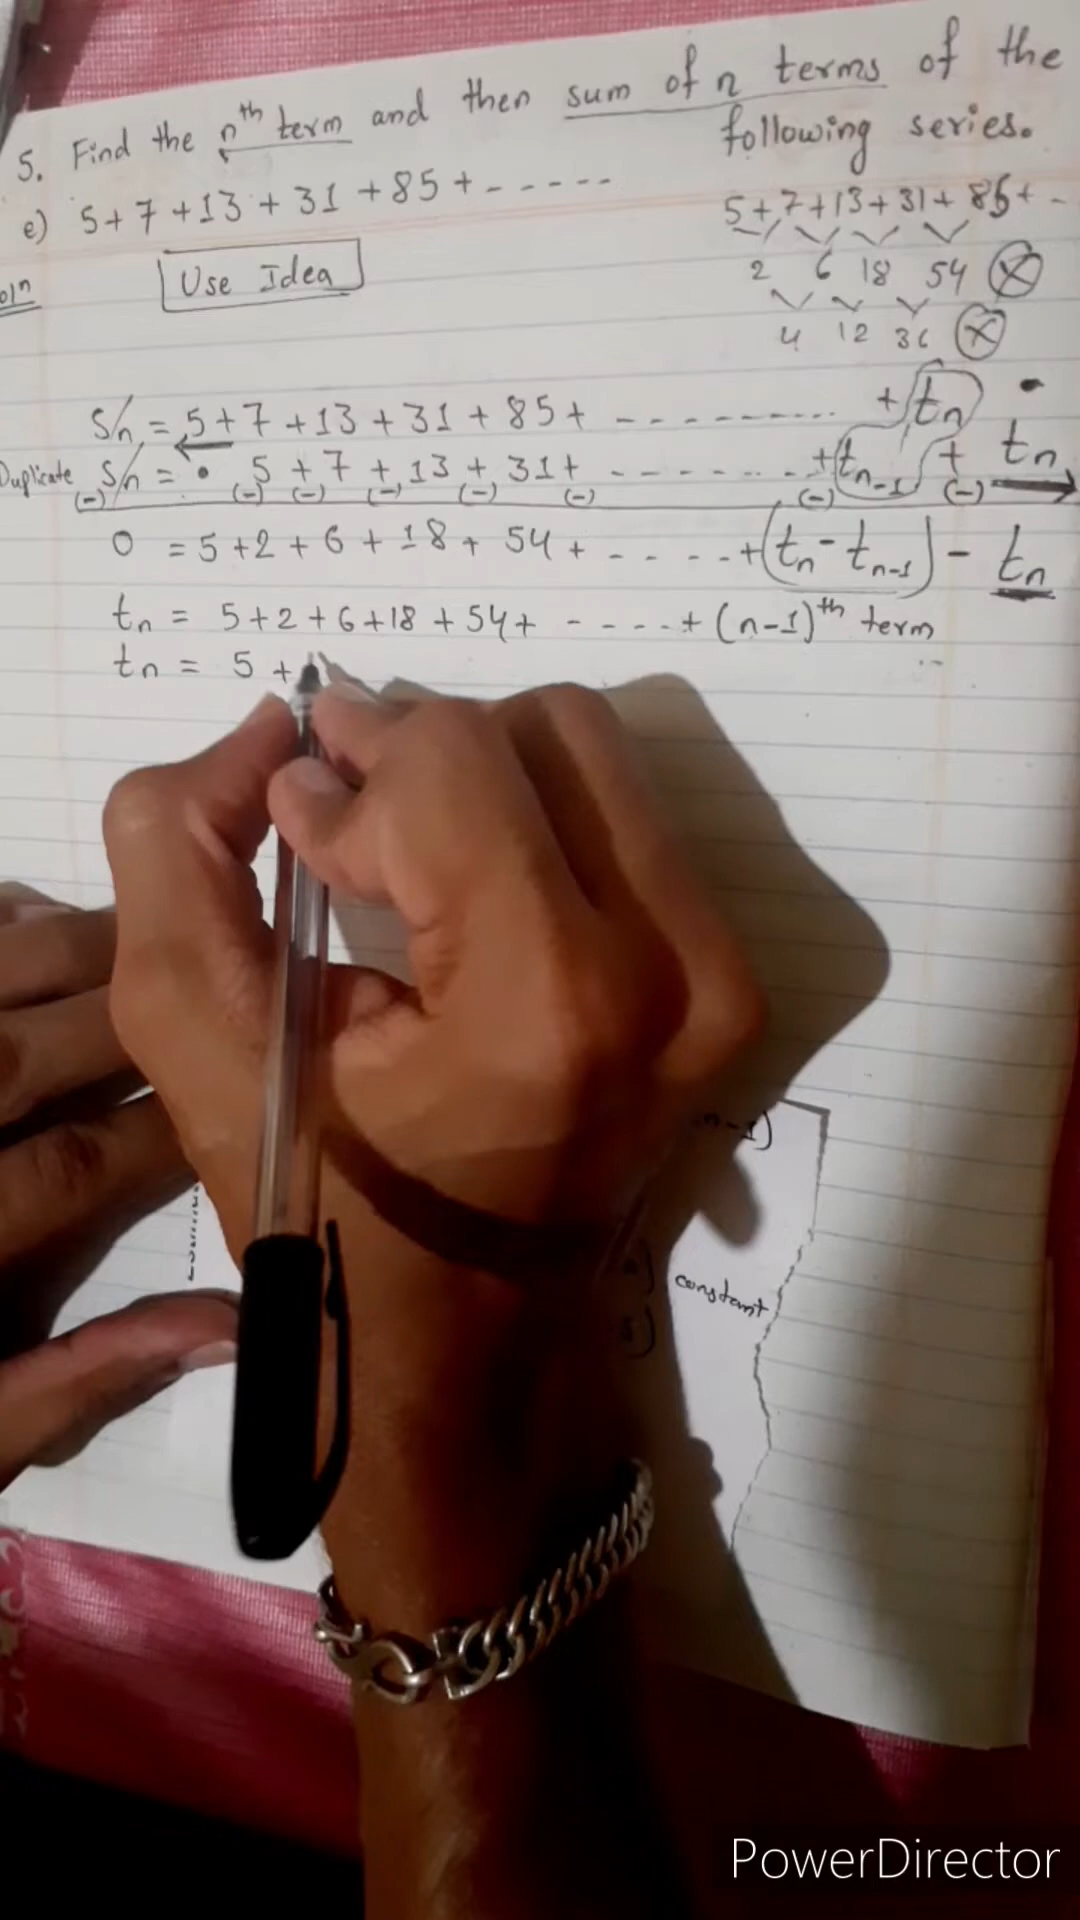 5. Find the nth term and then sum of n terms of the
following series.
e) 5+7+13+31+85+-----
5+7+13+31+85+-
2 6 18 54
4 12 36
Use Idea
Sn = 5+7+13+31+85+ --------- +tn
Duplicate Sn = • 5+7+13+31+ ------- +tn-1 + tn
(-) (-) (-) (-) (-) (-) (-) (-)
0 = 5+2+6+18+54+ -----+(tn-tn-1)-tn
tn = 5+2+6+18+54+ ----+ (n-1)th term
tn = 5 +
n-1)
constant
PowerDirector